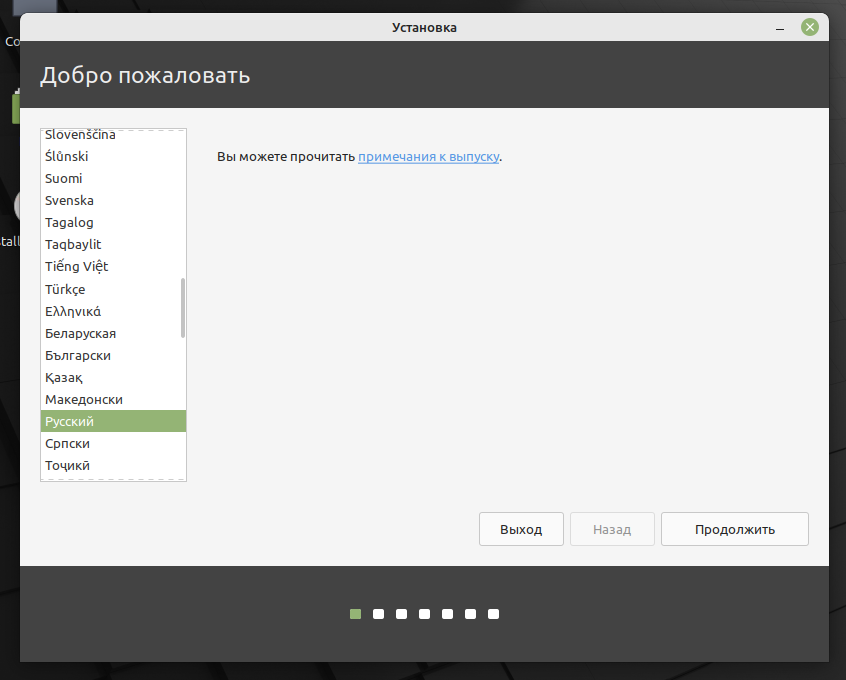 Установка
Добро пожаловать
Slovenščina
Ślůnski
Suomi
Svenska
Tagalog
Taqbaylit
Tiếng Việt
Türkçe
Ελληνικά
Беларуская
Български
Қазақ
Македонски
Русский
Српски
Тоҷикӣ
Вы можете прочитать примечания к выпуску.
Выход
Назад
Продолжить